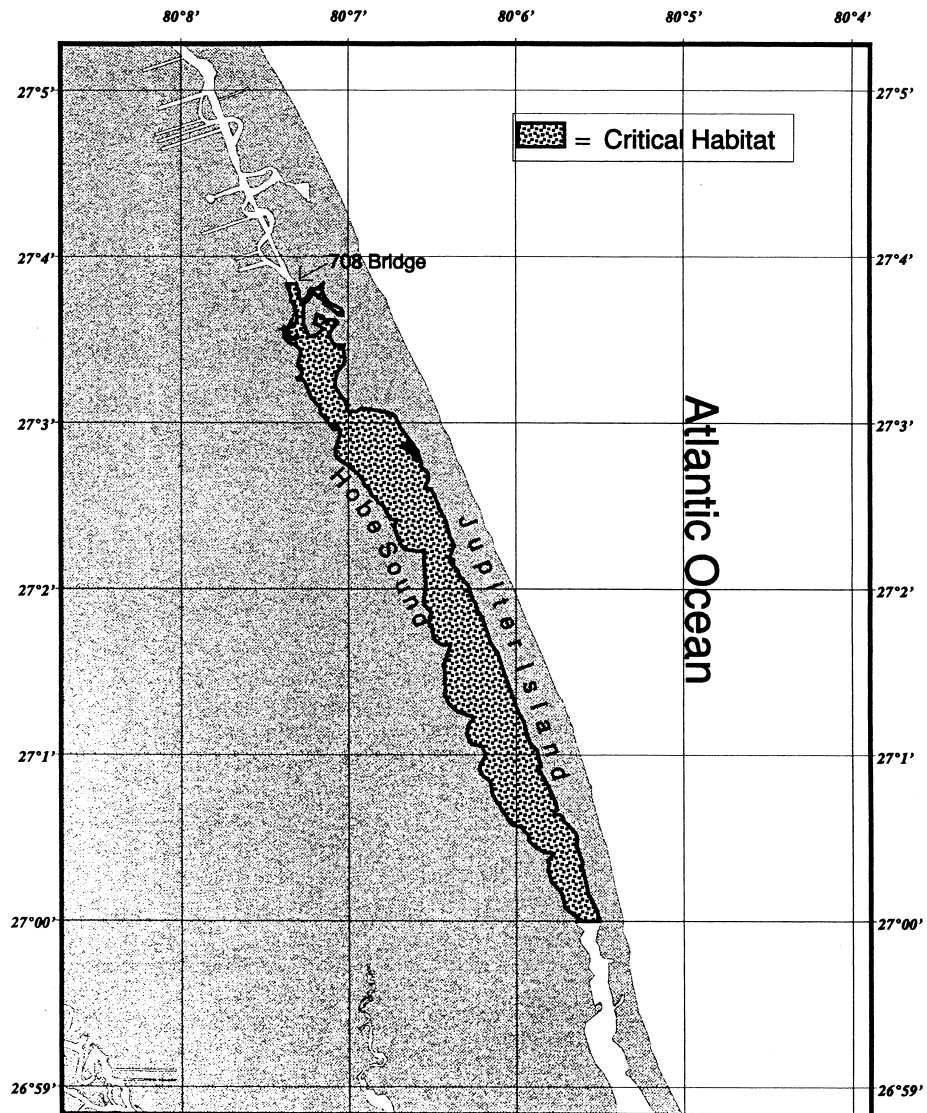 80°8' 80°7' 80°6' 80°5' 80°4'
27°5' 27°5'
= Critical Habitat
27°4' 27°4'
708 Bridge
27°3' 27°3'
Atlantic Ocean
Hobe Sound
Jupiter Island
27°2' 27°2'
27°1' 27°1'
27°00' 27°00'
26°59' 26°59'